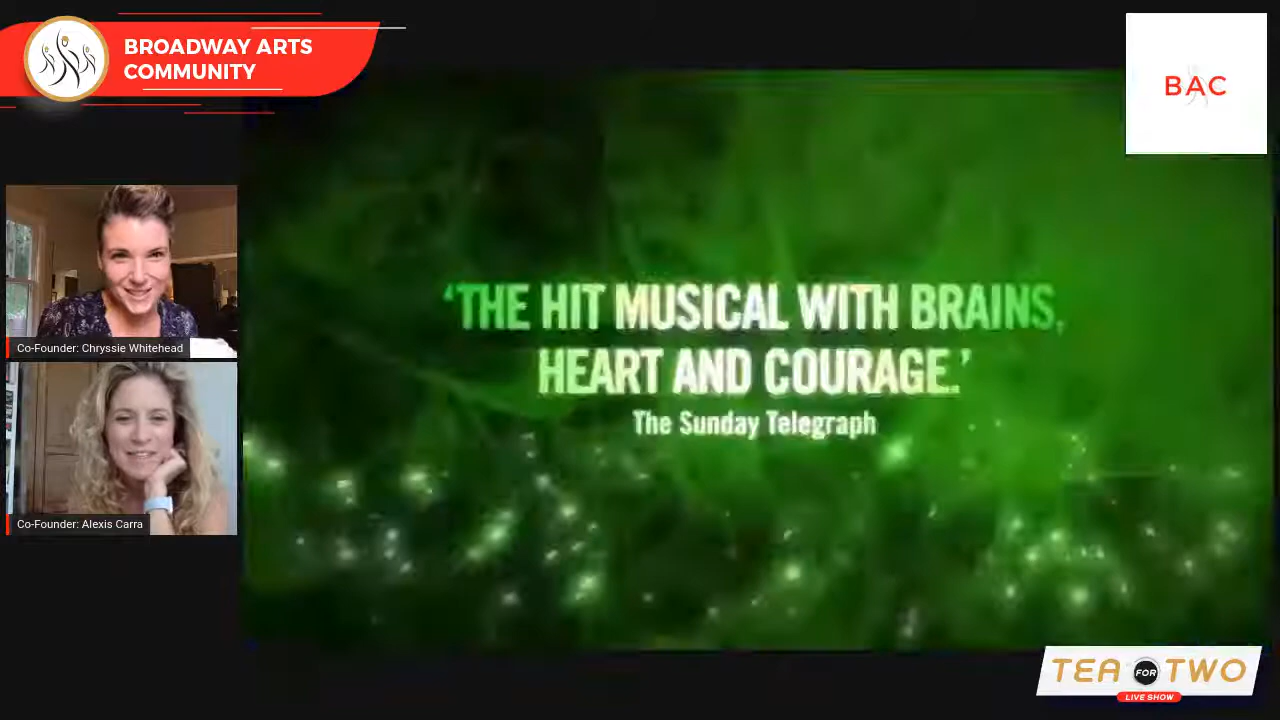 BROADWAY ARTS
COMMUNITY
BAC
Co-Founder: Chryssie Whitehead
Co-Founder: Alexis Carra
‘THE HIT MUSICAL WITH BRAINS,
HEART AND COURAGE.’
The Sunday Telegraph
TEA FOR TWO
LIVE SHOW